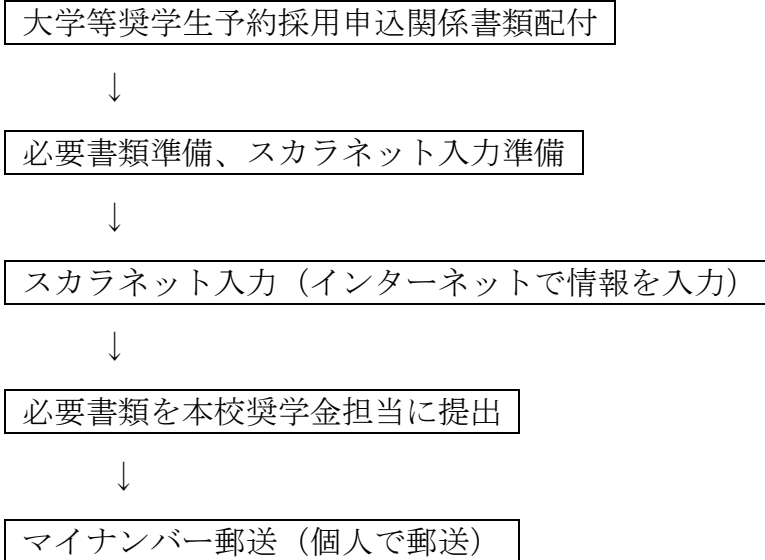 大学等奨学生予約採用申込関係書類配付
↓
必要書類準備、スカラネット入力準備
↓
スカラネット入力（インターネットで情報を入力）
↓
必要書類を本校奨学金担当に提出
↓
マイナンバー郵送（個人で郵送）